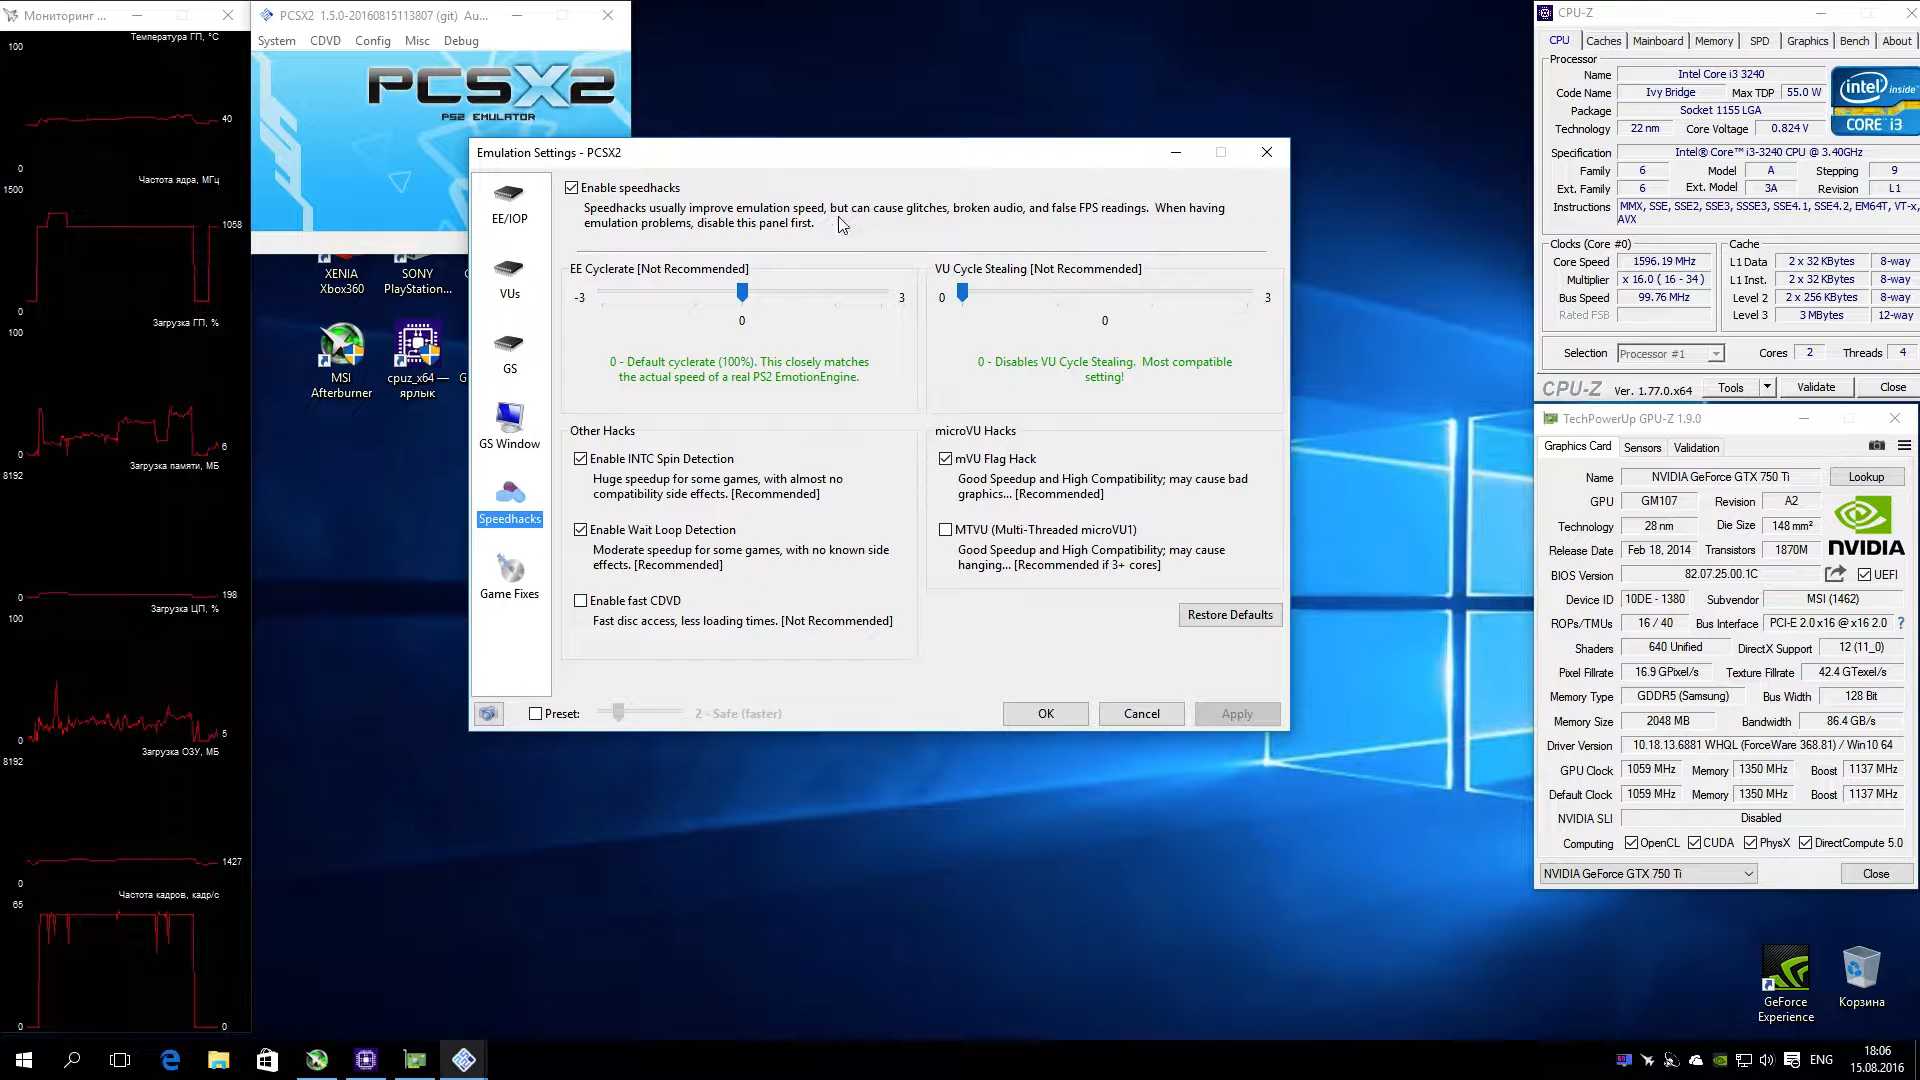 Мониторинг ...
Температура ГП, °C
100
40
0
Частота ядра, МГц
1500
1058
0
Загрузка ГП, %
100
6
0
Загрузка памяти, МБ
8192
198
0
Загрузка ЦП, %
100
5
0
Загрузка ОЗУ, МБ
8192
1427
0
Частота кадров, кадр/с
65
0
0
PCSX2 1.5.0-20160815113807 (git) Au...
System CDVD Config Misc Debug
PCSX2
PS2 EMULATOR
XENIA
Xbox360
SONY
PlayStation...
MSI
Afterburner
cpuz_x64 —
ярлык
G
Emulation Settings - PCSX2
EE/IOP
VUs
GS
GS Window
Speedhacks
Game Fixes
Enable speedhacks
Speedhacks usually improve emulation speed, but can cause glitches, broken audio, and false FPS readings. When having
emulation problems, disable this panel first.
EE Cyclerate [Not Recommended]
-3 3
0
0 - Default cyclerate (100%). This closely matches
the actual speed of a real PS2 EmotionEngine.
VU Cycle Stealing [Not Recommended]
0 3
0
0 - Disables VU Cycle Stealing. Most compatible
setting!
Other Hacks
Enable INTC Spin Detection
Huge speedup for some games, with almost no
compatibility side effects. [Recommended]
Enable Wait Loop Detection
Moderate speedup for some games, with no known side
effects. [Recommended]
Enable fast CDVD
Fast disc access, less loading times. [Not Recommended]
microVU Hacks
mVU Flag Hack
Good Speedup and High Compatibility; may cause bad
graphics... [Recommended]
MTVU (Multi-Threaded microVU1)
Good Speedup and High Compatibility; may cause
hanging... [Recommended if 3+ cores]
Restore Defaults
Preset: 2 - Safe (faster)
OK Cancel Apply
CPU-Z
CPU Caches Mainboard Memory SPD Graphics Bench About
Processor
Name Intel Core i3 3240
Code Name Ivy Bridge Max TDP 55.0 W
Package Socket 1155 LGA
Technology 22 nm Core Voltage 0.824 V
intel inside
CORE i3
Specification Intel® Core™ i3-3240 CPU @ 3.40GHz
Family 6 Model A Stepping 9
Ext. Family 6 Ext. Model 3A Revision L1
Instructions MMX, SSE, SSE2, SSE3, SSSE3, SSE4.1, SSE4.2, EM64T, VT-x,
AVX
Clocks (Core #0)
Core Speed 1596.19 MHz
Multiplier x 16.0 ( 16 - 34 )
Bus Speed 99.76 MHz
Rated FSB
Cache
L1 Data 2 x 32 KBytes 8-way
L1 Inst. 2 x 32 KBytes 8-way
Level 2 2 x 256 KBytes 8-way
Level 3 3 MBytes 12-way
Selection Processor #1 Cores 2 Threads 4
CPU-Z Ver. 1.77.0.x64 Tools Validate Close
TechPowerUp GPU-Z 1.9.0
Graphics Card Sensors Validation
Name NVIDIA GeForce GTX 750 Ti Lookup
GPU GM107 Revision A2
Technology 28 nm Die Size 148 mm²
Release Date Feb 18, 2014 Transistors 1870M
NVIDIA
BIOS Version 82.07.25.00.1C UEFI
Device ID 10DE - 1380 Subvendor MSI (1462)
ROPs/TMUs 16 / 40 Bus Interface PCI-E 2.0 x16 @ x16 2.0 ?
Shaders 640 Unified DirectX Support 12 (11_0)
Pixel Fillrate 16.9 GPixel/s Texture Fillrate 42.4 GTexel/s
Memory Type GDDR5 (Samsung) Bus Width 128 Bit
Memory Size 2048 MB Bandwidth 86.4 GB/s
Driver Version 10.18.13.6881 WHQL (ForceWare 368.81) / Win10 64
GPU Clock 1059 MHz Memory 1350 MHz Boost 1137 MHz
Default Clock 1059 MHz Memory 1350 MHz Boost 1137 MHz
NVIDIA SLI Disabled
Computing OpenCL CUDA PhysX DirectCompute 5.0
NVIDIA GeForce GTX 750 Ti Close
GeForce
Experience
Корзина
ENG
18:06
15.08.2016